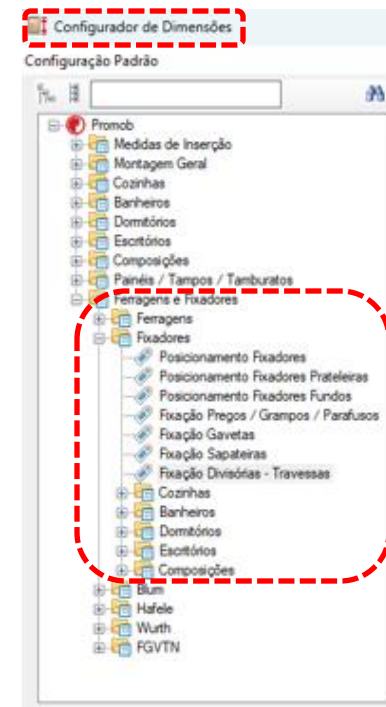 Configurador de Dimensões
Configuração Padrão
Promob
Medidas de Inserção
Montagem Geral
Cozinhas
Banheiros
Dormitórios
Escritórios
Composições
Painéis / Tampos / Tamburatos
Ferragens e Fixadores
Ferragens
Fixadores
Posicionamento Fixadores
Posicionamento Fixadores Prateleiras
Posicionamento Fixadores Fundos
Fixação Pregos / Grampos / Parafusos
Fixação Gavetas
Fixação Sapateiras
Fixação Divisórias - Travessas
Cozinhas
Banheiros
Dormitórios
Escritórios
Composições
Blum
Hafele
Wurth
FGVTN